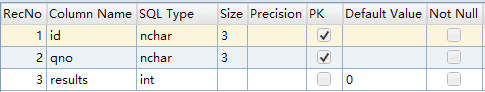 RecNo Column Name SQL Type Size Precision PK Default Value Not Null
1 id nchar 3
2 qno nchar 3
3 results int 0